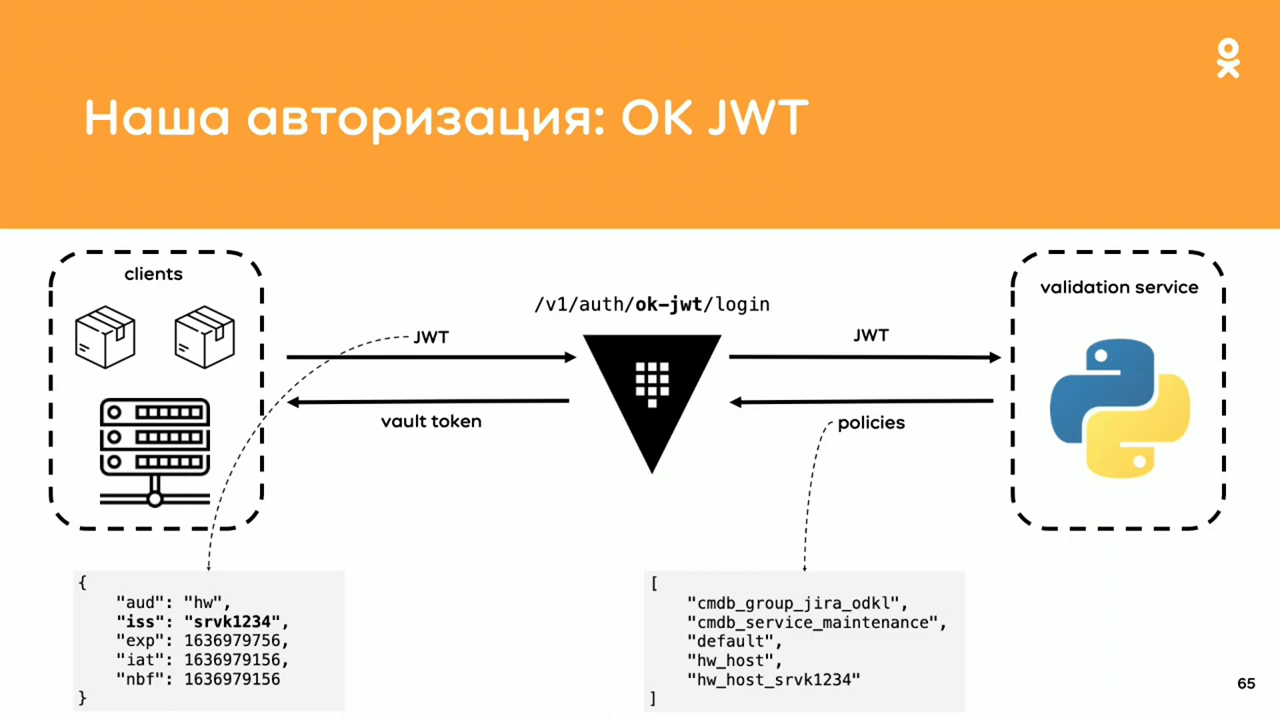 Наша авторизация: OK JWT
clients
/v1/auth/ok-jwt/login
validation service
JWT
JWT
vault token
policies
{
"aud": "hw",
"iss": "srvk1234",
"exp": 1636979756,
"iat": 1636979156,
"nbf": 1636979156
}
[
"cmdb_group_jira_odkl",
"cmdb_service_maintenance",
"default",
"hw_host",
"hw_host_srvk1234"
]
65